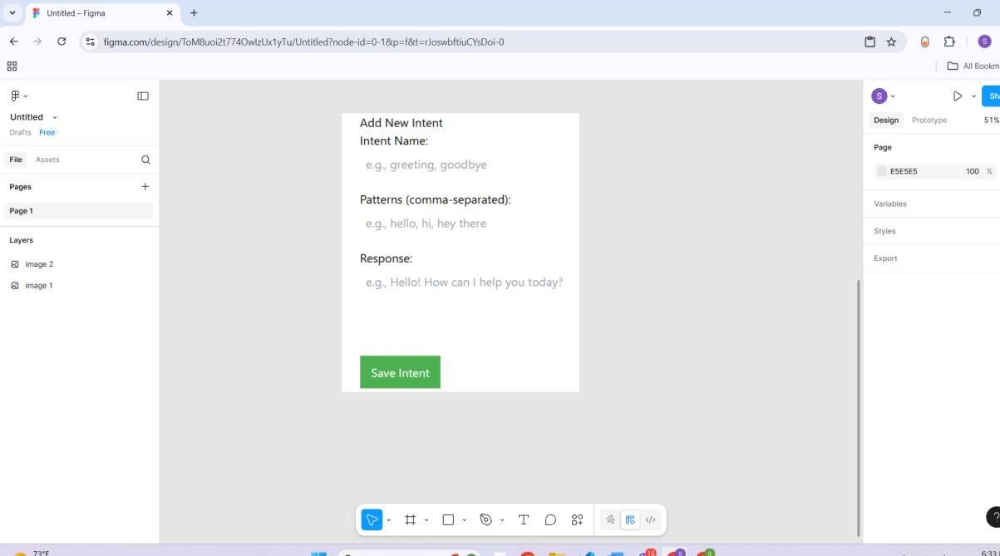 Untitled – Figma
figma.com/design/ToM8uoi2t774OwlzUx1yTu/Untitled?node-id=0-1&p=f&t=rJoswbftiuCYsDoi-0
S
All Bookm
Untitled
Drafts Free
File Assets
Pages
Page 1
Layers
image 2
image 1
Add New Intent
Intent Name:
e.g., greeting, goodbye
Patterns (comma-separated):
e.g., hello, hi, hey there
Response:
e.g., Hello! How can I help you today?
Save Intent
S
Sh
Design Prototype 51%
Page
E5E5E5 100 %
Variables
Styles
Export
?
73°F
16
S
S
6:33